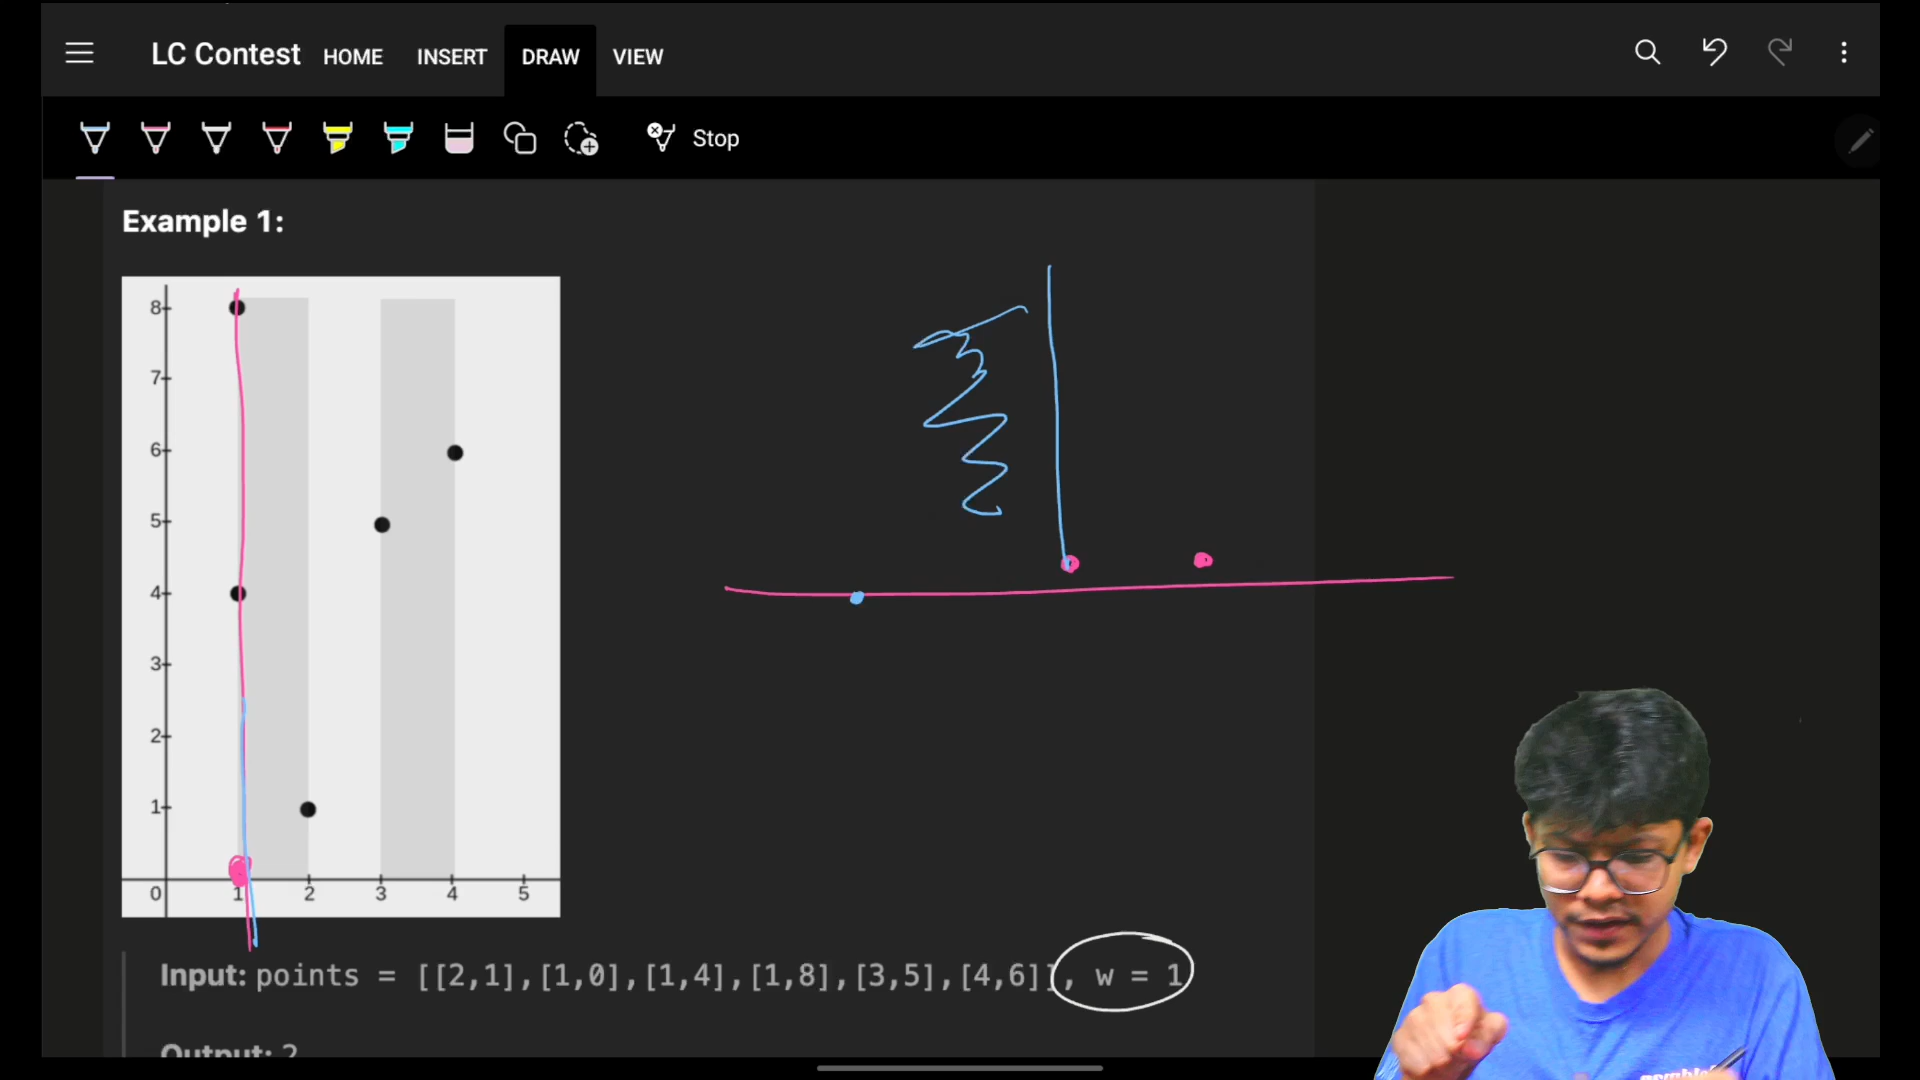 LC Contest HOME INSERT DRAW VIEW
Stop
Example 1:
8
7
6
5
4
3
2
1
0 1 2 3 4 5
Input: points = [[2,1],[1,0],[1,4],[1,8],[3,5],[4,6]], w = 1
Output: 2